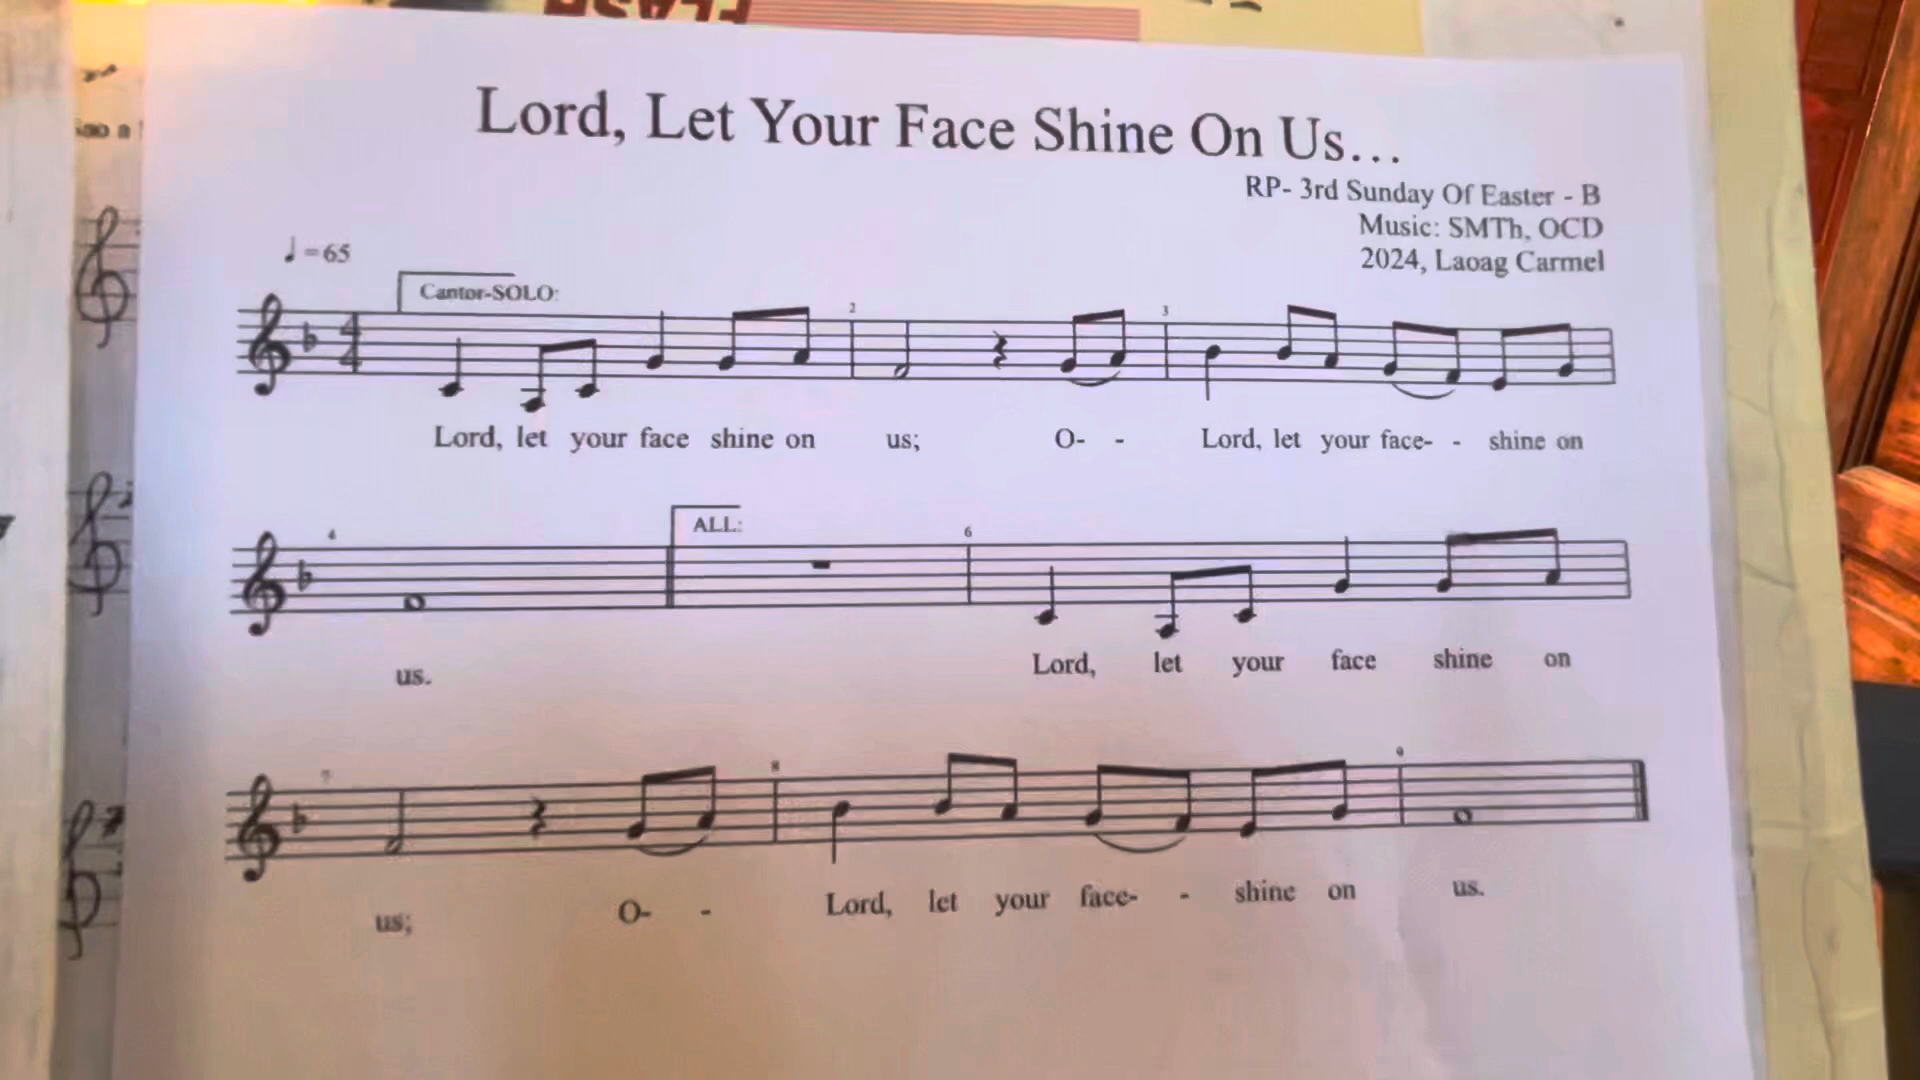 Lord, Let Your Face Shine On Us...
RP- 3rd Sunday Of Easter - B
Music: SMTh, OCD
2024, Laoag Carmel
♩=65
Cantor-SOLO:
4
4
2
3
Lord, let your face shine on us; O- - Lord, let your face- - shine on
4
ALL:
6
us. Lord, let your face shine on
7
8
9
us; O- - Lord, let your face- - shine on us.